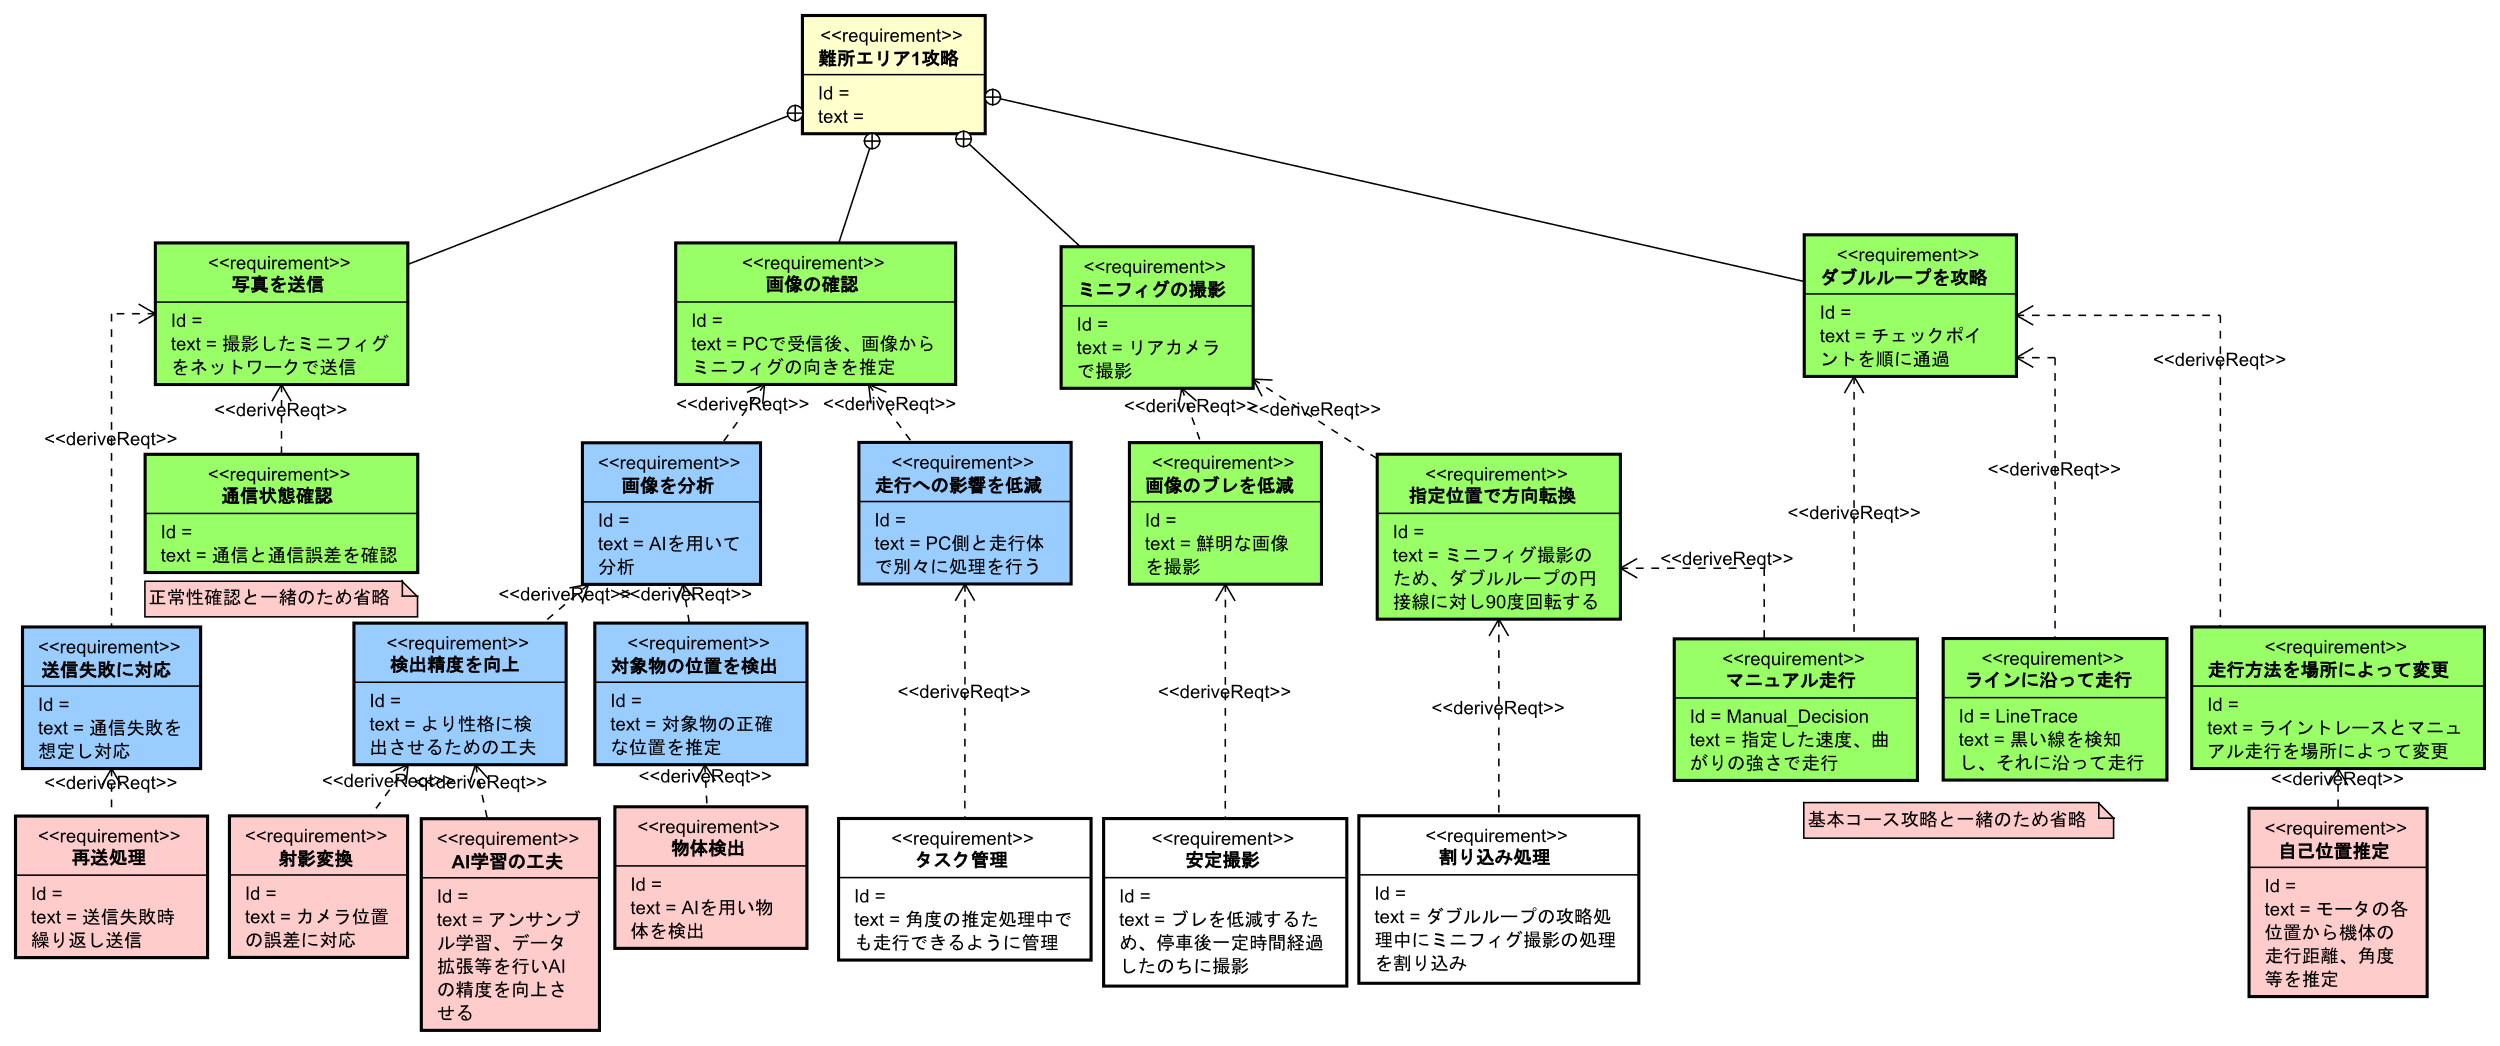 <<requirement>>
難所エリア1攻略
Id =
text =
<<requirement>>
写真を送信
Id =
text = 撮影したミニフィグ
をネットワークで送信
<<requirement>>
画像の確認
Id =
text = PCで受信後、画像から
ミニフィグの向きを推定
<<requirement>>
ミニフィグの撮影
Id =
text = リアカメラ
で撮影
<<requirement>>
ダブルループを攻略
Id =
text = チェックポイ
ントを順に通過
<<deriveReqt>>
<<deriveReqt>>
<<deriveReqt>>
<<deriveReqt>>
<<deriveReqt>>
<<deriveReqt>>
<<deriveReqt>>
<<deriveReqt>>
<<deriveReqt>>
<<deriveReqt>>
<<requirement>>
通信状態確認
Id =
text = 通信と通信誤差を確認
正常性確認と一緒のため省略
<<requirement>>
画像を分析
Id =
text = AIを用いて
分析
<<requirement>>
走行への影響を低減
Id =
text = PC側と走行体
で別々に処理を行う
<<requirement>>
画像のブレを低減
Id =
text = 鮮明な画像
を撮影
<<requirement>>
指定位置で方向転換
Id =
text = ミニフィグ撮影の
ため、ダブルループの円
接線に対し90度回転する
<<deriveReqt>>
<<deriveReqt>>
<<deriveReqt>>
<<deriveReqt>>
<<deriveReqt>>
<<deriveReqt>>
<<requirement>>
送信失敗に対応
Id =
text = 通信失敗を
想定し対応
<<requirement>>
検出精度を向上
Id =
text = より性格に検
出させるための工夫
<<requirement>>
対象物の位置を検出
Id =
text = 対象物の正確
な位置を推定
<<requirement>>
マニュアル走行
Id = Manual_Decision
text = 指定した速度、曲
がりの強さで走行
<<requirement>>
ラインに沿って走行
Id = LineTrace
text = 黒い線を検知
し、それに沿って走行
<<requirement>>
走行方法を場所によって変更
Id =
text = ライントレースとマニュ
アル走行を場所によって変更
<<deriveReqt>>
<<deriveReqt>>
<<deriveReqt>>
<<deriveReqt>>
<<deriveReqt>>
<<requirement>>
再送処理
Id =
text = 送信失敗時
繰り返し送信
<<requirement>>
射影変換
Id =
text = カメラ位置
の誤差に対応
<<requirement>>
AI学習の工夫
Id =
text = アンサンブ
ル学習、データ
拡張等を行いAI
の精度を向上さ
せる
<<requirement>>
物体検出
Id =
text = AIを用い物
体を検出
<<requirement>>
タスク管理
Id =
text = 角度の推定処理中で
も走行できるように管理
<<requirement>>
安定撮影
Id =
text = ブレを低減するた
め、停車後一定時間経過
したのちに撮影
<<requirement>>
割り込み処理
Id =
text = ダブルループの攻略処
理中にミニフィグ撮影の処理
を割り込み
基本コース攻略と一緒のため省略
<<requirement>>
自己位置推定
Id =
text = モータの各
位置から機体の
走行距離、角度
等を推定